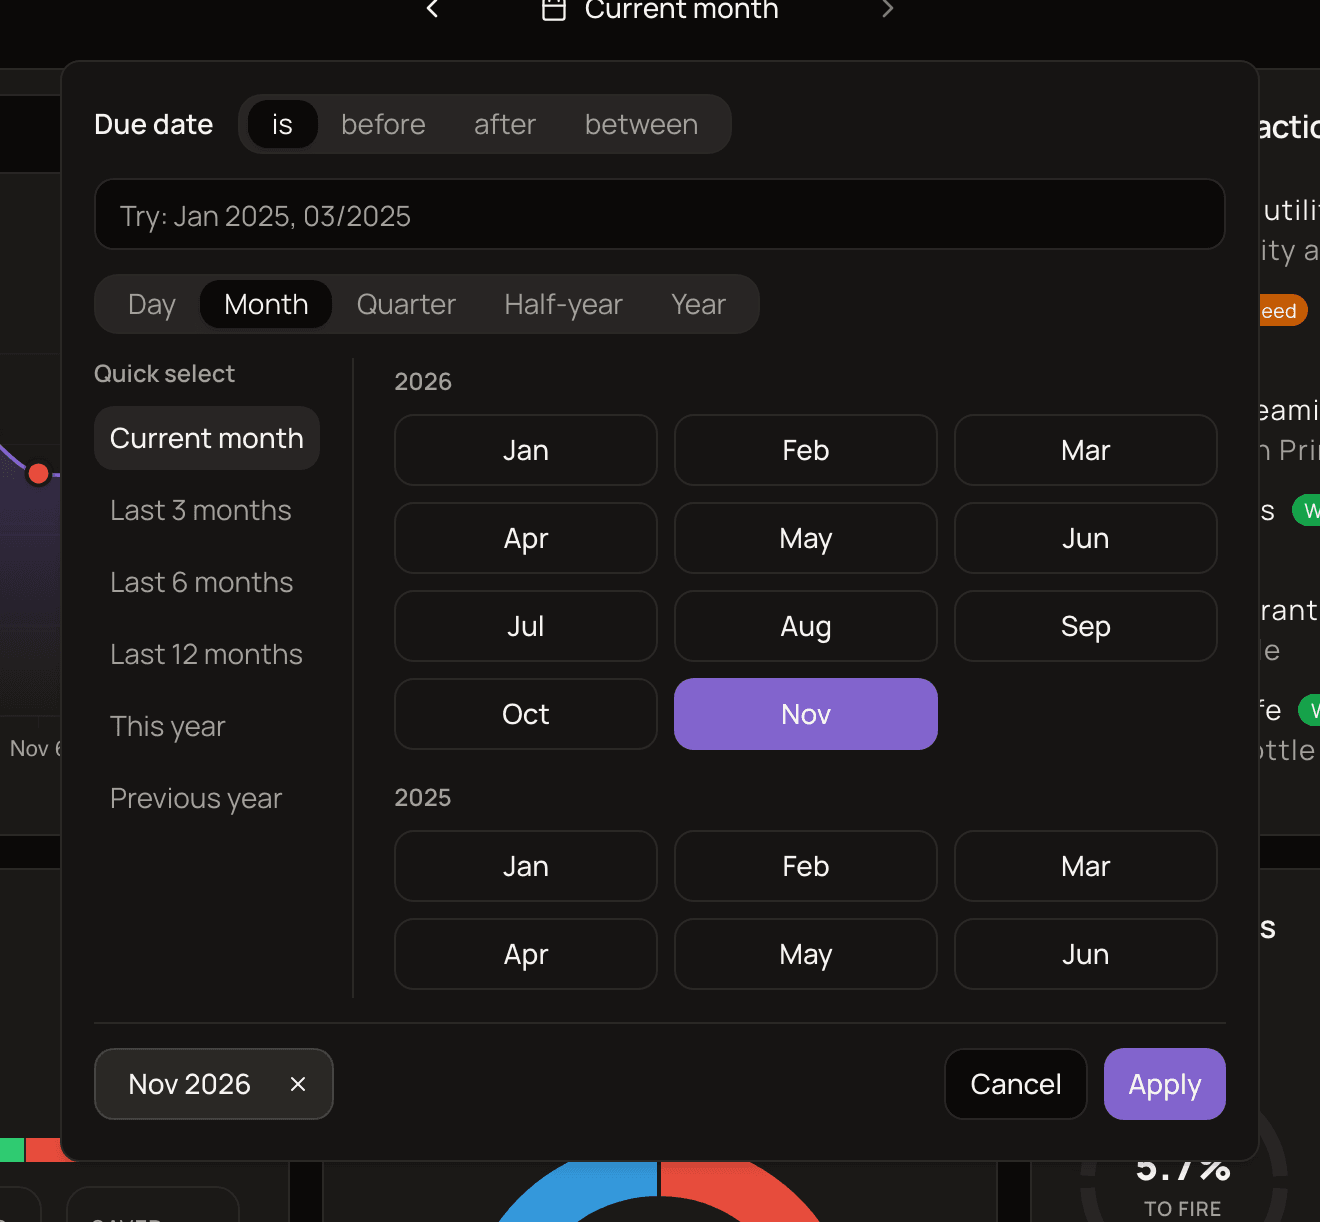 Current month
Due date is before after between
Try: Jan 2025, 03/2025
Day Month Quarter Half-year Year
Quick select
Current month
Last 3 months
Last 6 months
Last 12 months
This year
Previous year
2026
Jan Feb Mar
Apr May Jun
Jul Aug Sep
Oct Nov
2025
Jan Feb Mar
Apr May Jun
Nov 2026
Cancel Apply
Nov
5.7%
TO FIRE